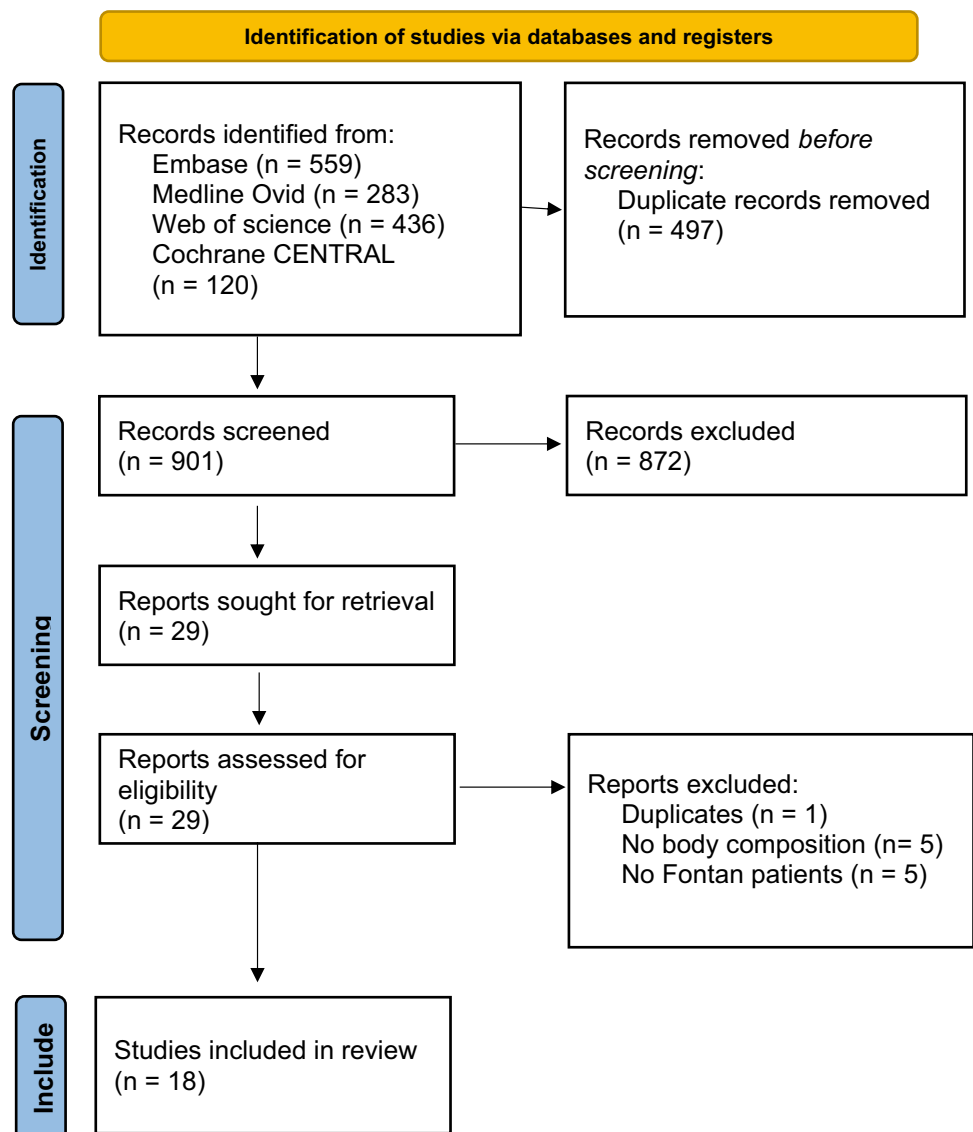 Identification of studies via databases and registers
Identification
Records identified from:
Embase (n = 559)
Medline Ovid (n = 283)
Web of science (n = 436)
Cochrane CENTRAL
(n = 120)
Records removed before
screening:
Duplicate records removed
(n = 497)
Screening
Records screened
(n = 901)
Records excluded
(n = 872)
Reports sought for retrieval
(n = 29)
Reports assessed for
eligibility
(n = 29)
Reports excluded:
Duplicates (n = 1)
No body composition (n= 5)
No Fontan patients (n = 5)
Include
Studies included in review
(n = 18)